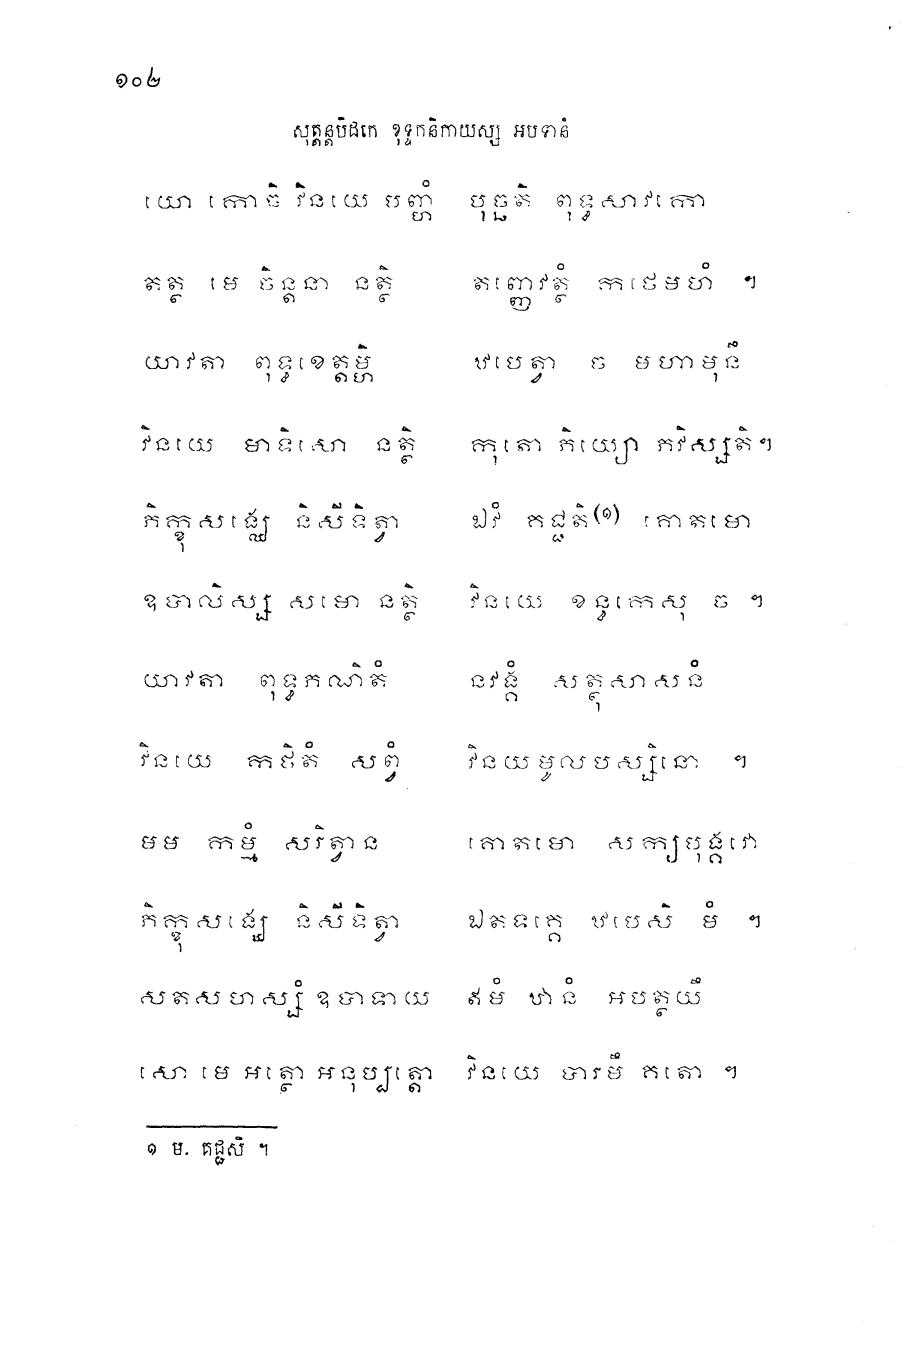 ១០២
សុត្តន្តបិដកេ ខុទ្ទកនិកាយស្ស អបទានំ
យោ កោចិ វិនយេ បញ្ហំ បុច្ឆតិ ពុទ្ធសាវកោ
តត្ថ មេ ចិន្តនា នត្ថិ តញ្ញេវត្ថំ កថេមហំ ។
យាវតា ពុទ្ធខេត្តម្ហិ ឋបេត្វា ច មហាមុនឹ
វិនយេ មាទិសោ នត្ថិ កុតោ ភិយ្យោ ភវិស្សតិ។
ភិក្ខុសង្ឃេ និសីទិត្វា ឯវំ គជ្ជតិ(១) គោតមោ
ឧបាលិស្ស សមោ នត្ថិ វិនយេ ខន្ធកេសុ ច ។
យាវតា ពុទ្ធភណិតំ នវង្គំ សត្ថុសាសនំ
វិនយេ កថិតំ សព្វំ វិនយមូលបស្សិនោ ។
មម កម្មំ សរិត្វាន គោតមោ សក្យបុង្គវោ
ភិក្ខុសង្ឃេ និសីទិត្វា ឯតទគ្គេ ឋបេសិ មំ ។
សតសហស្សំ ឧបាទាយ ឥមំ ឋានំ អបត្ថយឹ
សោ មេ អត្ថោ អនុប្បត្តោ វិនយេ បារមឹ គតោ ។
១ ម. គជ្ជសិ ។